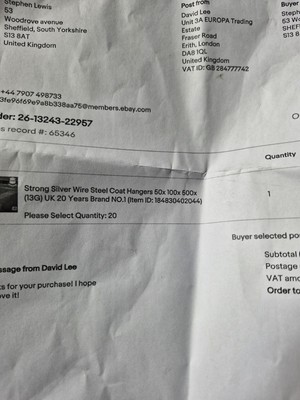 Stephen Lewis
53
Woodrove avenue
Sheffield, South Yorkshire
S13 8AT
United Kingdom
Post from
David Lee
Unit 3A EUROPA Trading
Estate
Fraser Road
Erith, London
DA8 1QL
United Kingdom
VAT ID: GB 284777742
Buyer
Steph
53 Wo
SHEF
S13 8
+44 7907 498733
3fe96f69e9a8b338aa75@members.ebay.com
der: 26-13243-22957
s record #: 65346
Quantity
Strong Silver Wire Steel Coat Hangers 50x 100x 500x
(13G) UK 20 Years Brand NO.1 (Item ID: 184830402044)
1
Please Select Quantity: 20
Buyer selected po
ssage from David Lee
Subtotal
Postage
s for your purchase! I hope
VAT amo
ove it!
Order to